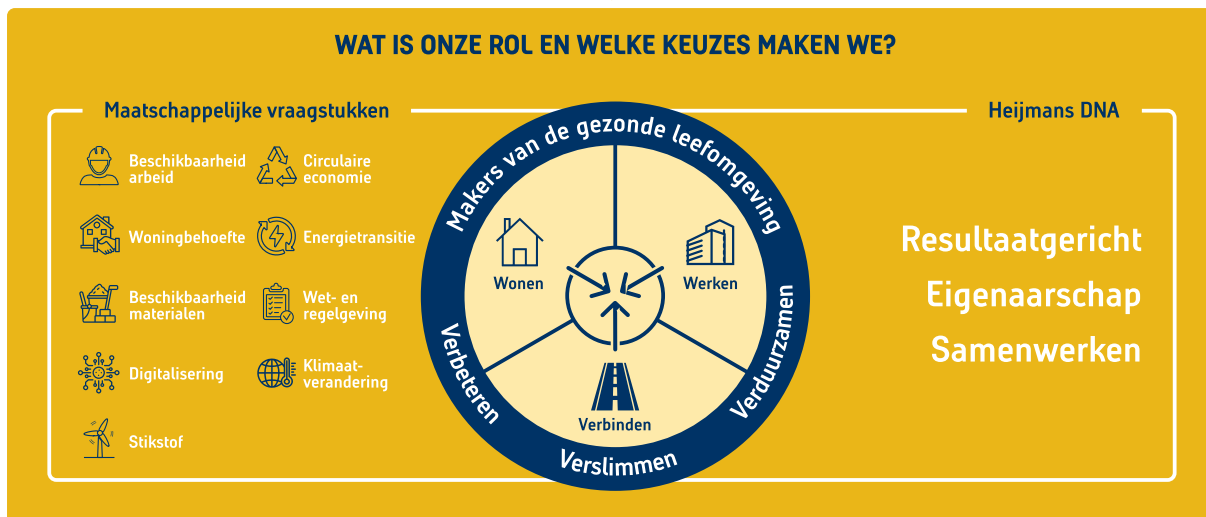 WAT IS ONZE ROL EN WELKE KEUZES MAKEN WE?
Maatschappelijke vraagstukken
Beschikbaarheid
arbeid
Circulaire
economie
Woningbehoefte
Energietransitie
Beschikbaarheid
materialen
Wet- en
regelgeving
Digitalisering
Klimaat-
verandering
Stikstof
Makers van de gezonde leefomgeving
Wonen
Werken
Verbinden
Verbeteren
Verslimmen
Verduurzamen
Heijmans DNA
Resultaatgericht
Eigenaarschap
Samenwerken